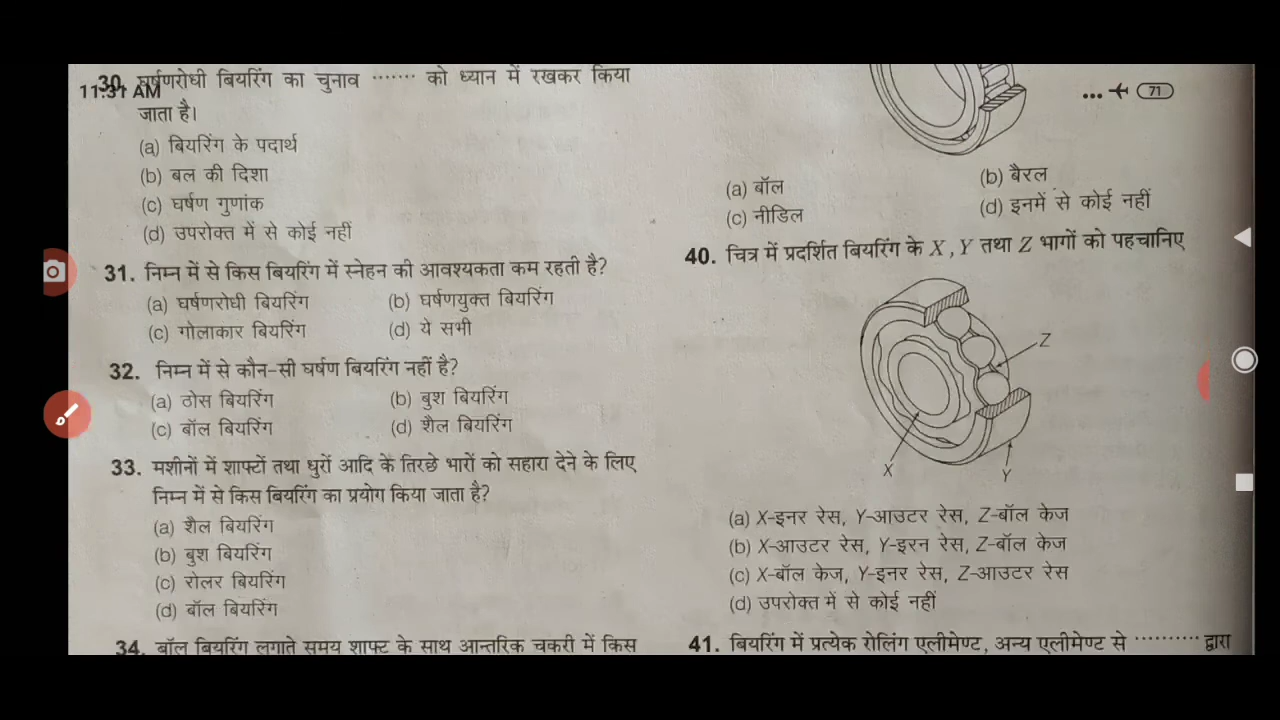 30. घर्षणरोधी बियरिंग का चुनाव ······· को ध्यान में रखकर किया
11:31 AM
जाता है।
(a) बियरिंग के पदार्थ
(b) बल की दिशा
(c) घर्षण गुणांक
(d) उपरोक्त में से कोई नहीं
31. निम्न में से किस बियरिंग में स्नेहन की आवश्यकता कम रहती है?
(a) घर्षणरोधी बियरिंग (b) घर्षणयुक्त बियरिंग
(c) गोलाकार बियरिंग (d) ये सभी
32. निम्न में से कौन-सी घर्षण बियरिंग नहीं है?
(a) ठोस बियरिंग (b) बुश बियरिंग
(c) बॉल बियरिंग (d) शैल बियरिंग
33. मशीनों में शाफ्टों तथा धुरों आदि के तिरछे भारों को सहारा देने के लिए
निम्न में से किस बियरिंग का प्रयोग किया जाता है?
(a) शैल बियरिंग
(b) बुश बियरिंग
(c) रोलर बियरिंग
(d) बॉल बियरिंग
34. बॉल बियरिंग लगाते समय शाफ्ट के साथ आन्तरिक चकरी में किस
71
(a) बॉल (b) बैरल
(c) नीडिल (d) इनमें से कोई नहीं
40. चित्र में प्रदर्शित बियरिंग के X, Y तथा Z भागों को पहचानिए
Z
X
Y
(a) X-इनर रेस, Y-आउटर रेस, Z-बॉल केज
(b) X-आउटर रेस, Y-इरन रेस, Z-बॉल केज
(c) X-बॉल केज, Y-इनर रेस, Z-आउटर रेस
(d) उपरोक्त में से कोई नहीं
41. बियरिंग में प्रत्येक रोलिंग एलीमेण्ट, अन्य एलीमेण्ट से ·········· द्वारा